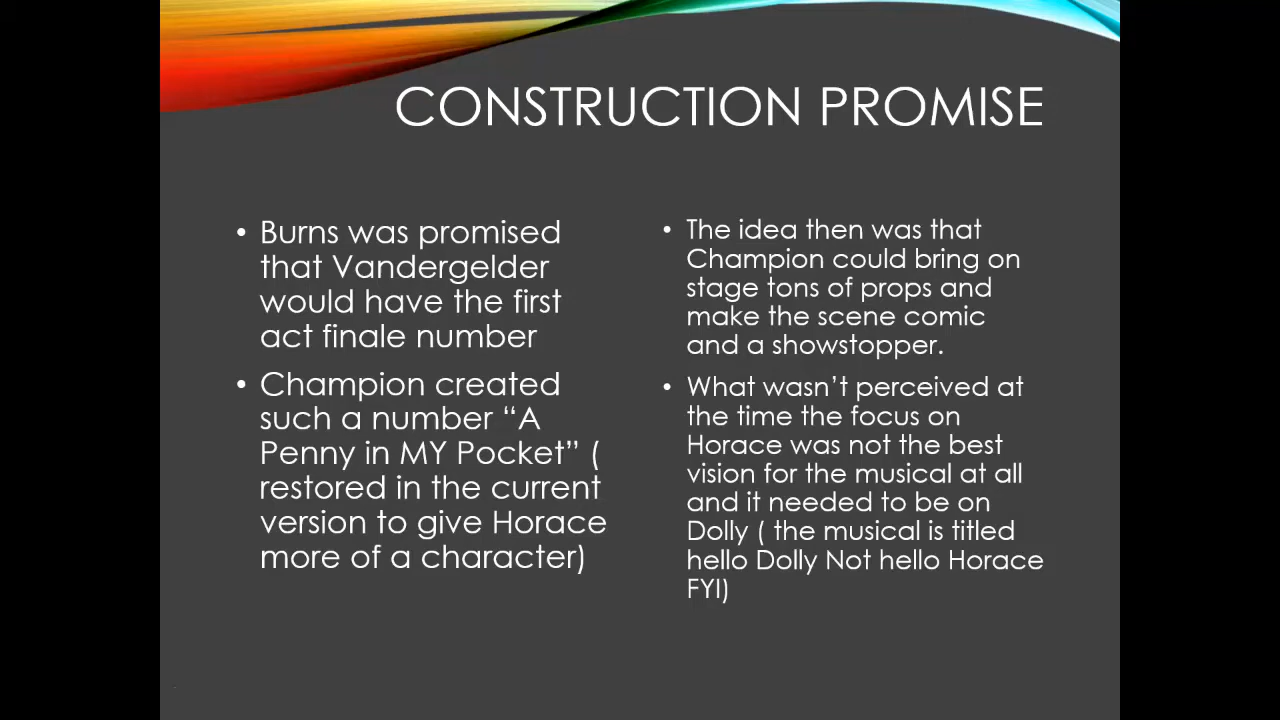 CONSTRUCTION PROMISE
• Burns was promised
that Vandergelder
would have the first
act finale number
• Champion created
such a number “A
Penny in MY Pocket” (
restored in the current
version to give Horace
more of a character)
• The idea then was that
Champion could bring on
stage tons of props and
make the scene comic
and a showstopper.
• What wasn’t perceived at
the time the focus on
Horace was not the best
vision for the musical at all
and it needed to be on
Dolly ( the musical is titled
hello Dolly Not hello Horace
FYI)